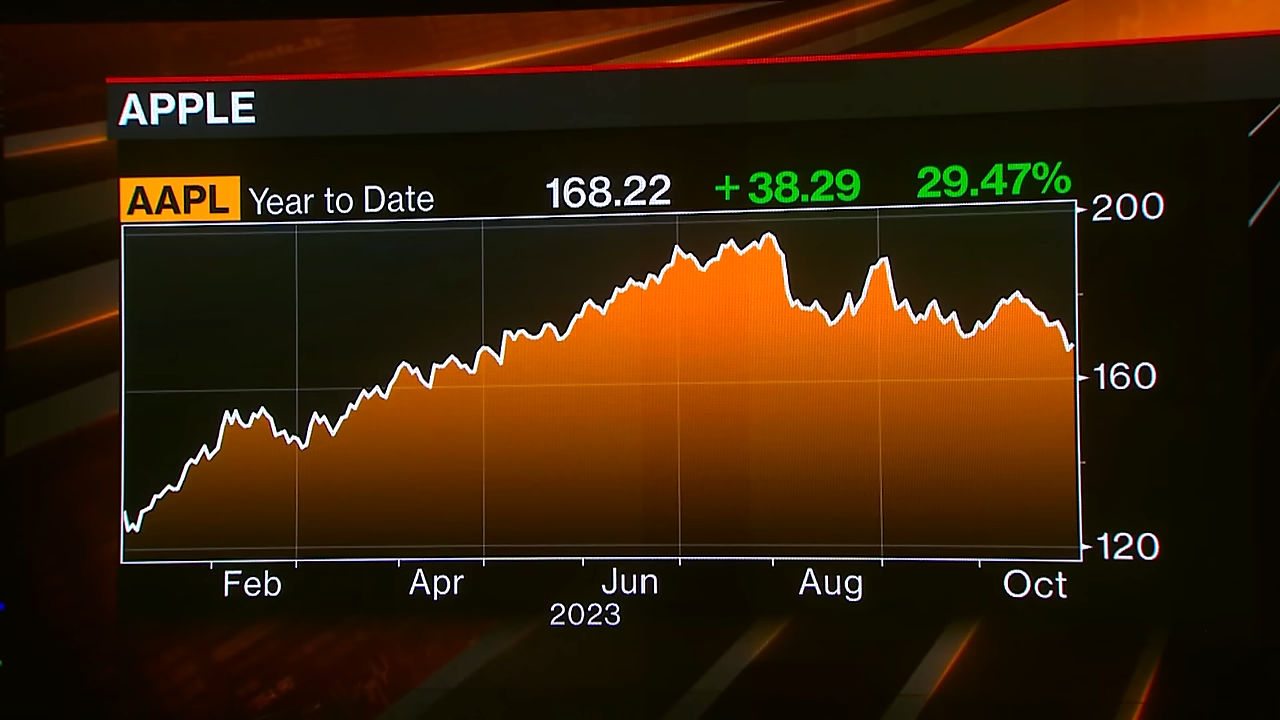 APPLE
AAPL Year to Date 168.22 +38.29 29.47%
200
160
120
Feb Apr Jun Aug Oct
2023